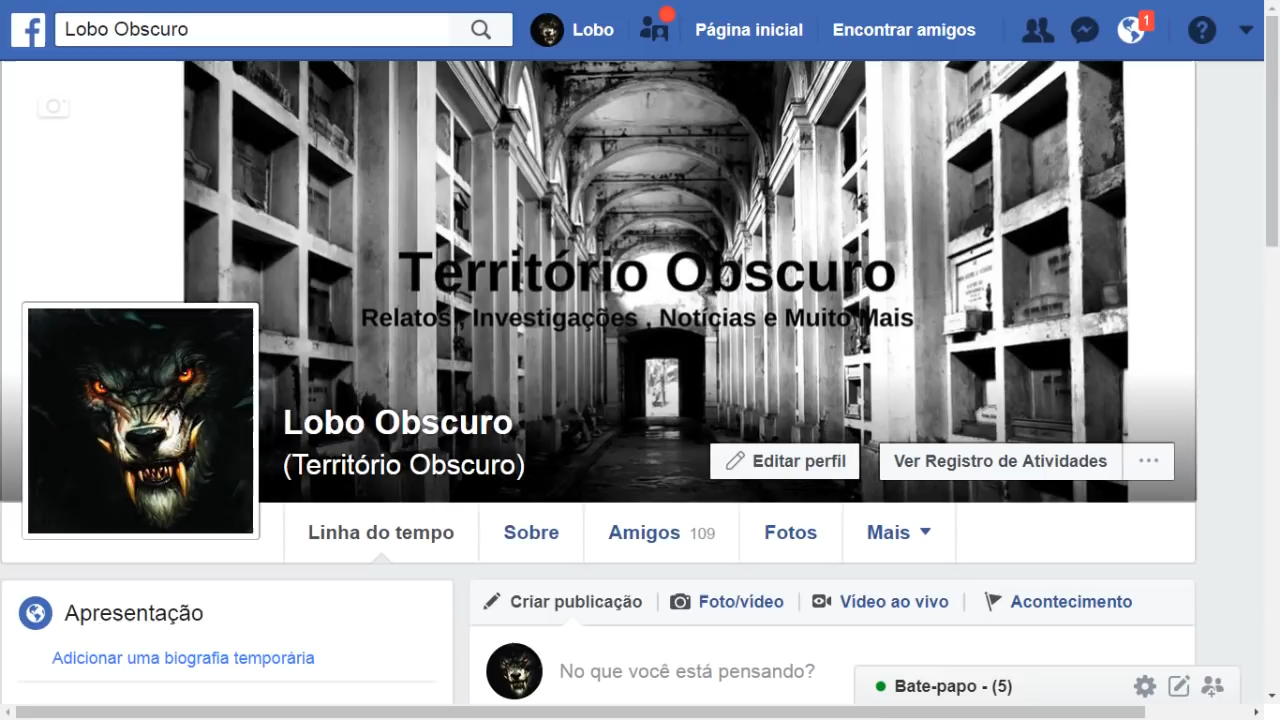 Lobo Obscuro
Lobo
Página inicial
Encontrar amigos
1
Território Obscuro
Relatos , Investigações , Notícias e Muito Mais
Lobo Obscuro
(Território Obscuro)
Editar perfil
Ver Registro de Atividades
Linha do tempo
Sobre
Amigos 109
Fotos
Mais
Apresentação
Adicionar uma biografia temporária
Criar publicação
Foto/vídeo
Vídeo ao vivo
Acontecimento
No que você está pensando?
Bate-papo - (5)